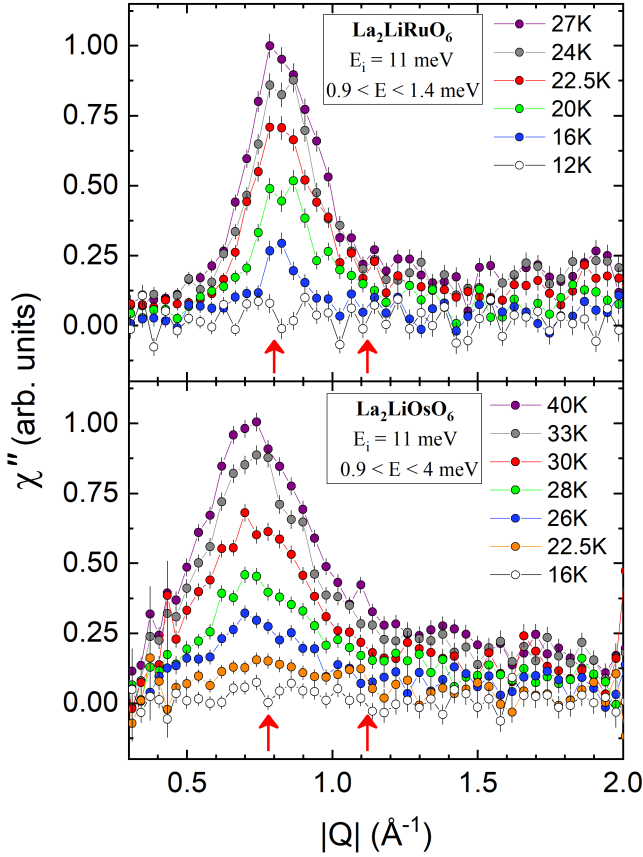 La₂LiRuO₆
Eᵢ = 11 meV
0.9 < E < 1.4 meV
27K
24K
22.5K
20K
16K
12K
1.00
0.75
0.50
0.25
0.00
La₂LiOsO₆
Eᵢ = 11 meV
0.9 < E < 4 meV
40K
33K
30K
28K
26K
22.5K
16K
1.00
0.75
0.50
0.25
0.00
χ″ (arb. units)
0.5
1.0
1.5
2.0
|Q| (Å⁻¹)